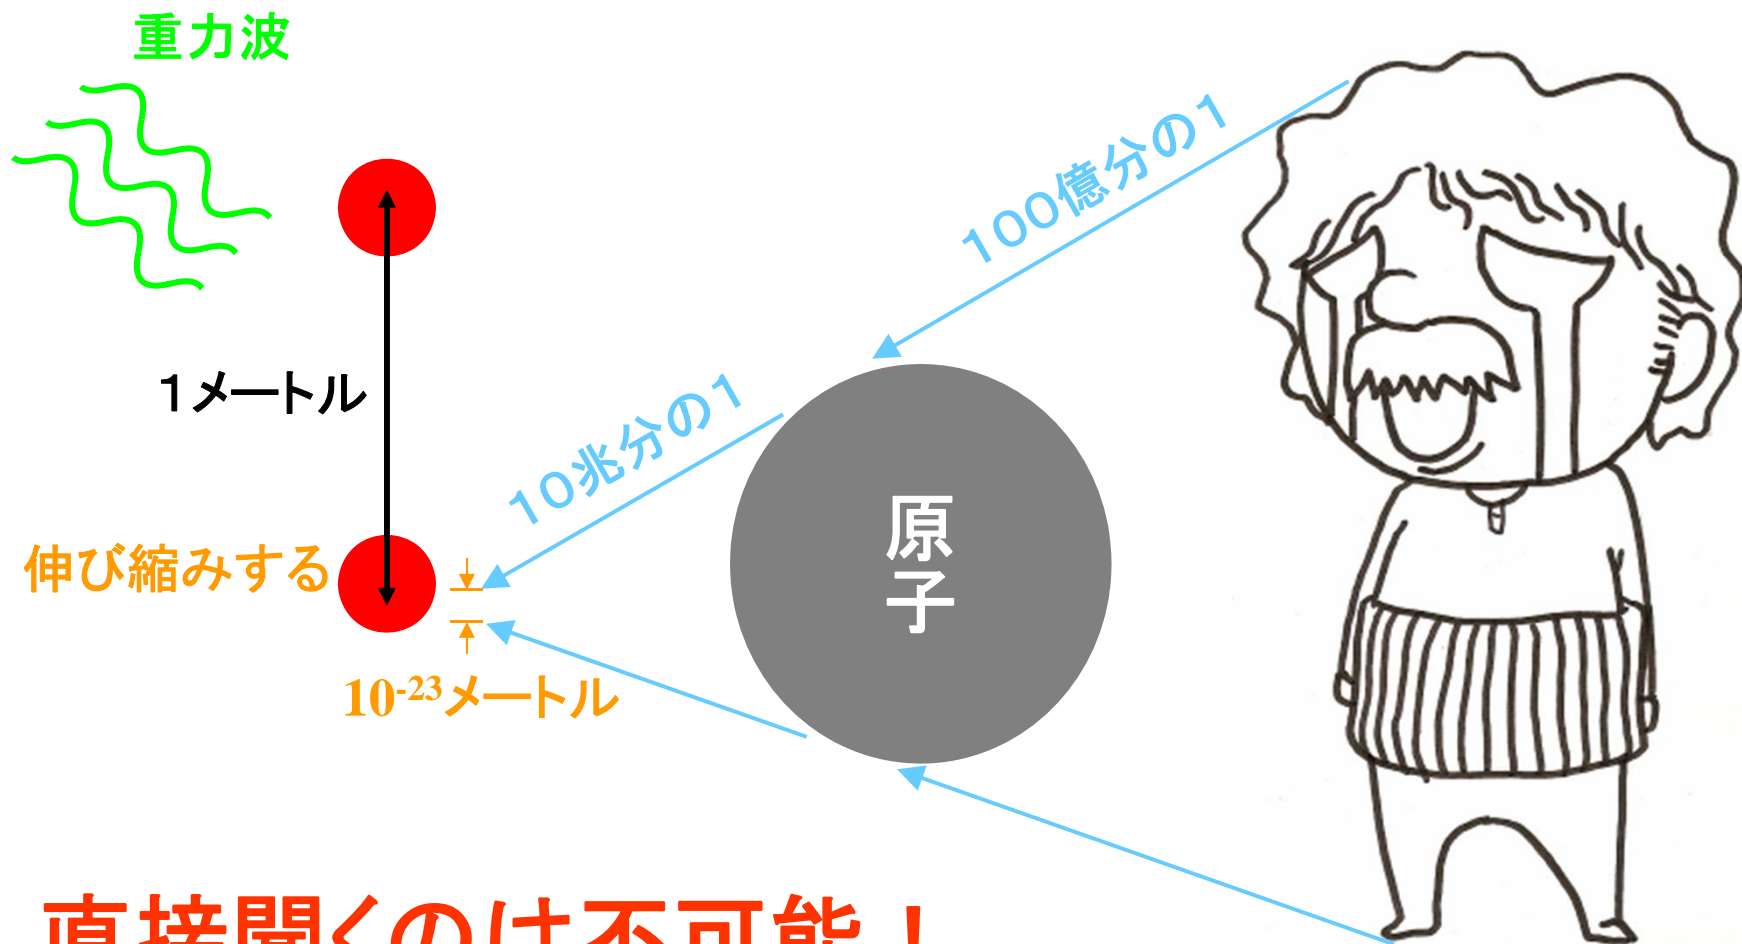 重力波
100億分の1
1メートル
10兆分の1
原子
伸び縮みする
10-23メートル
直接聞くのは不可能！